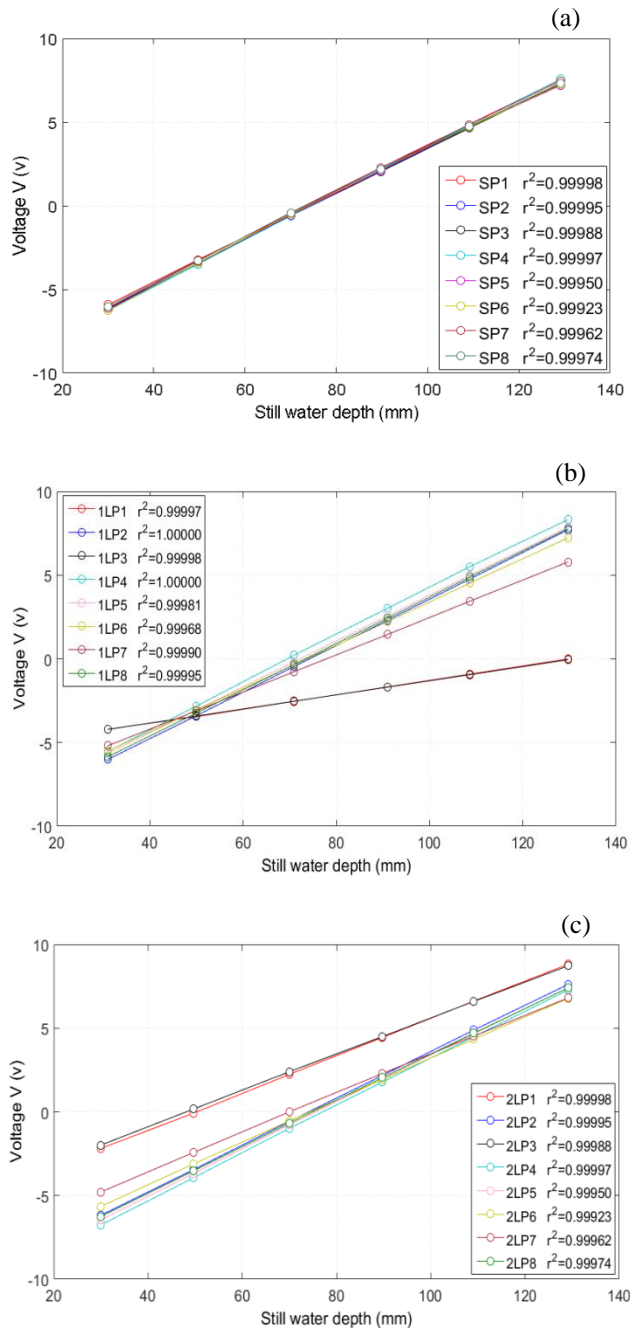 (a)
10
5
0
-5
-10
Voltage V (v)
SP1 r²=0.99998
SP2 r²=0.99995
SP3 r²=0.99988
SP4 r²=0.99997
SP5 r²=0.99950
SP6 r²=0.99923
SP7 r²=0.99962
SP8 r²=0.99974
20 40 60 80 100 120 140
Still water depth (mm)
(b)
10
5
0
-5
-10
Voltage V (v)
1LP1 r²=0.99997
1LP2 r²=1.00000
1LP3 r²=0.99998
1LP4 r²=1.00000
1LP5 r²=0.99981
1LP6 r²=0.99968
1LP7 r²=0.99990
1LP8 r²=0.99995
20 40 60 80 100 120 140
Still water depth (mm)
(c)
10
5
0
-5
-10
Voltage V (v)
2LP1 r²=0.99998
2LP2 r²=0.99995
2LP3 r²=0.99988
2LP4 r²=0.99997
2LP5 r²=0.99950
2LP6 r²=0.99923
2LP7 r²=0.99962
2LP8 r²=0.99974
20 40 60 80 100 120 140
Still water depth (mm)